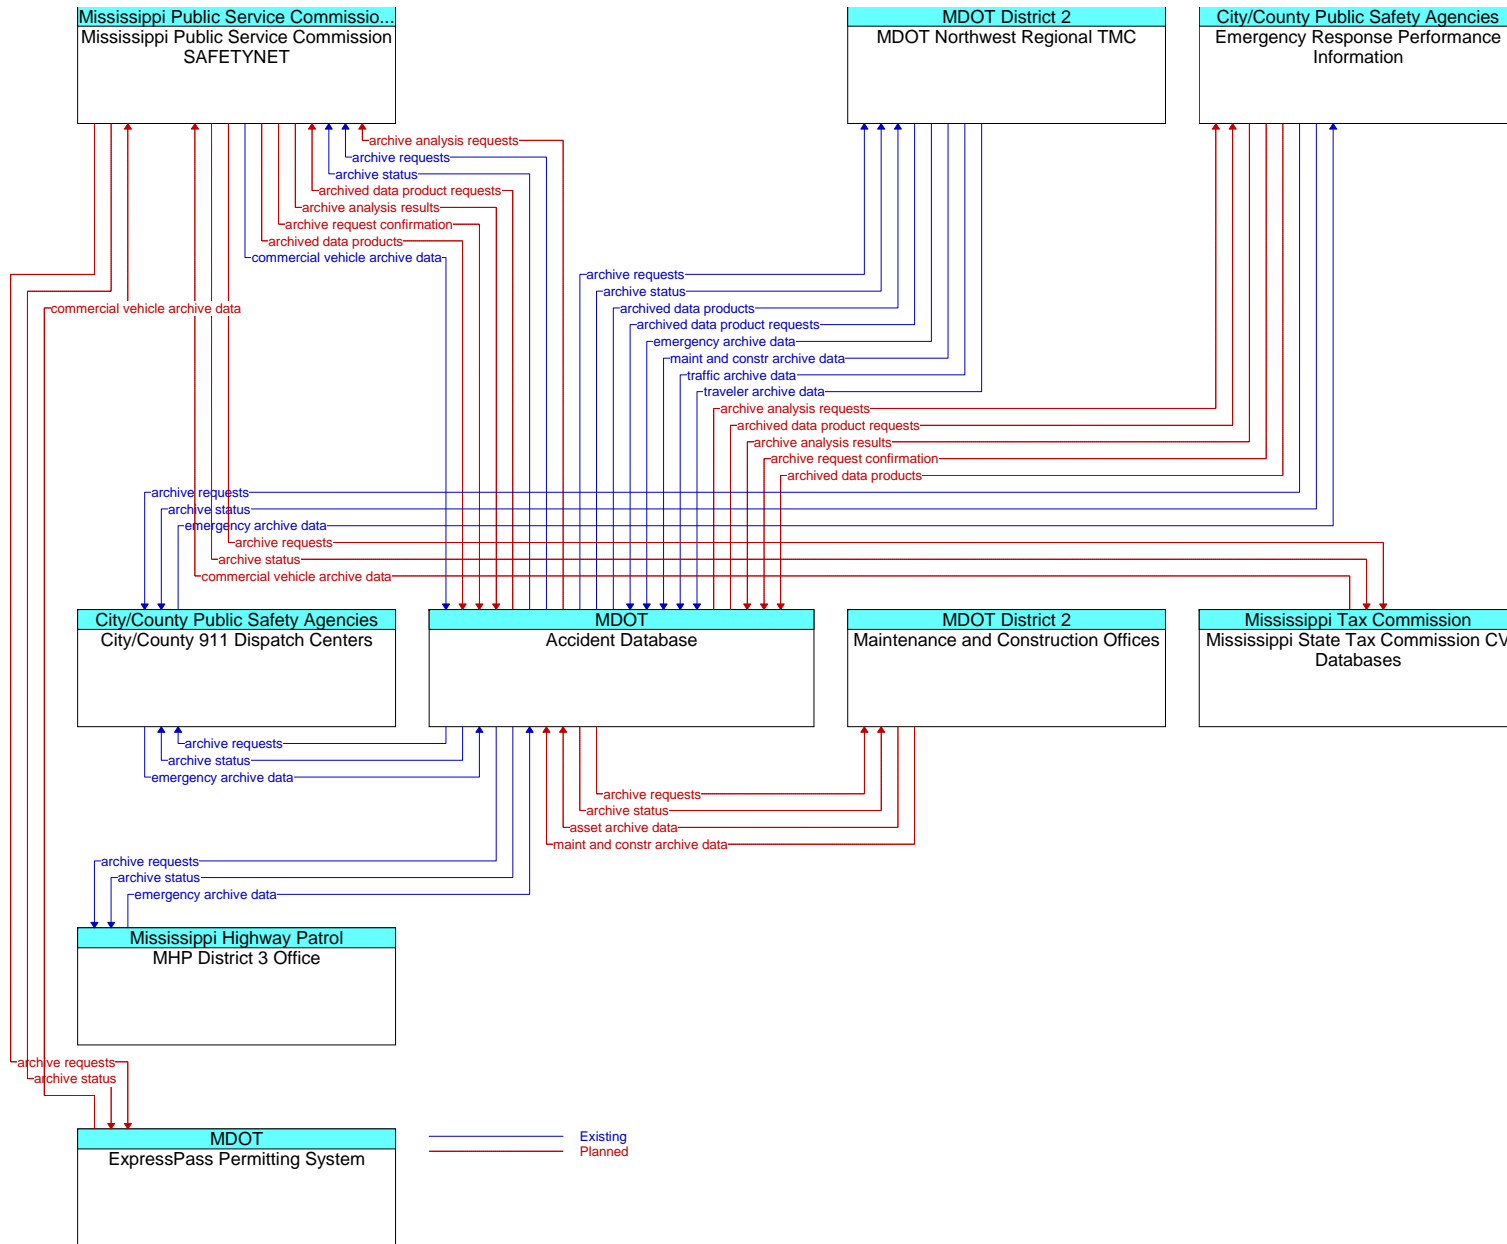 Mississippi Public Service Commissio...
Mississippi Public Service Commission
SAFETYNET
MDOT District 2
MDOT Northwest Regional TMC
City/County Public Safety Agencies
Emergency Response Performance
Information
archive analysis requests
archive requests
archive status
archived data product requests
archive analysis results
archive request confirmation
archived data products
commercial vehicle archive data
archive requests
archive status
archived data products
archived data product requests
emergency archive data
maint and constr archive data
traffic archive data
traveler archive data
commercial vehicle archive data
archive analysis requests
archived data product requests
archive analysis results
archive request confirmation
archived data products
archive requests
archive status
emergency archive data
archive requests
archive status
commercial vehicle archive data
City/County Public Safety Agencies
City/County 911 Dispatch Centers
MDOT
Accident Database
MDOT District 2
Maintenance and Construction Offices
Mississippi Tax Commission
Mississippi State Tax Commission CV
Databases
archive requests
archive status
emergency archive data
archive requests
archive status
asset archive data
maint and constr archive data
archive requests
archive status
emergency archive data
Mississippi Highway Patrol
MHP District 3 Office
archive requests
archive status
MDOT
ExpressPass Permitting System
Existing
Planned